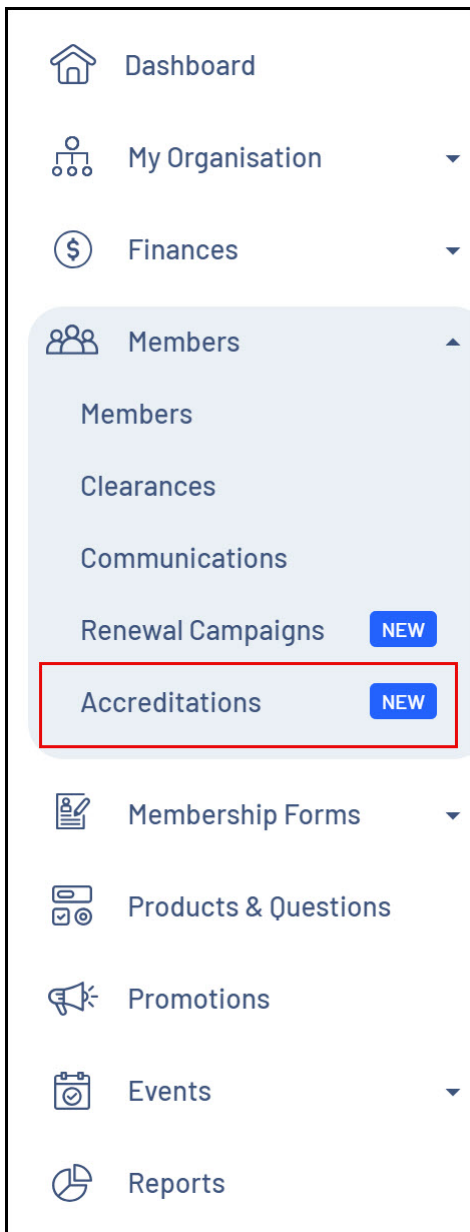 Dashboard
My Organisation
$ Finances
Members
Members
Clearances
Communications
Renewal Campaigns NEW
Accreditations NEW
Membership Forms
Products & Questions
Promotions
Events
Reports